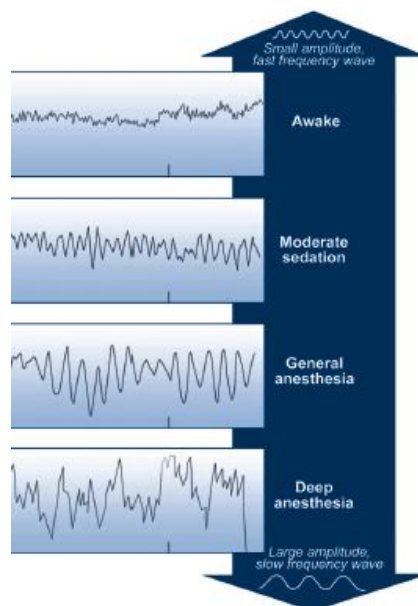 Small amplitude,
fast frequency wave
Awake
Moderate
sedation
General
anesthesia
Deep
anesthesia
Large amplitude,
slow frequency wave